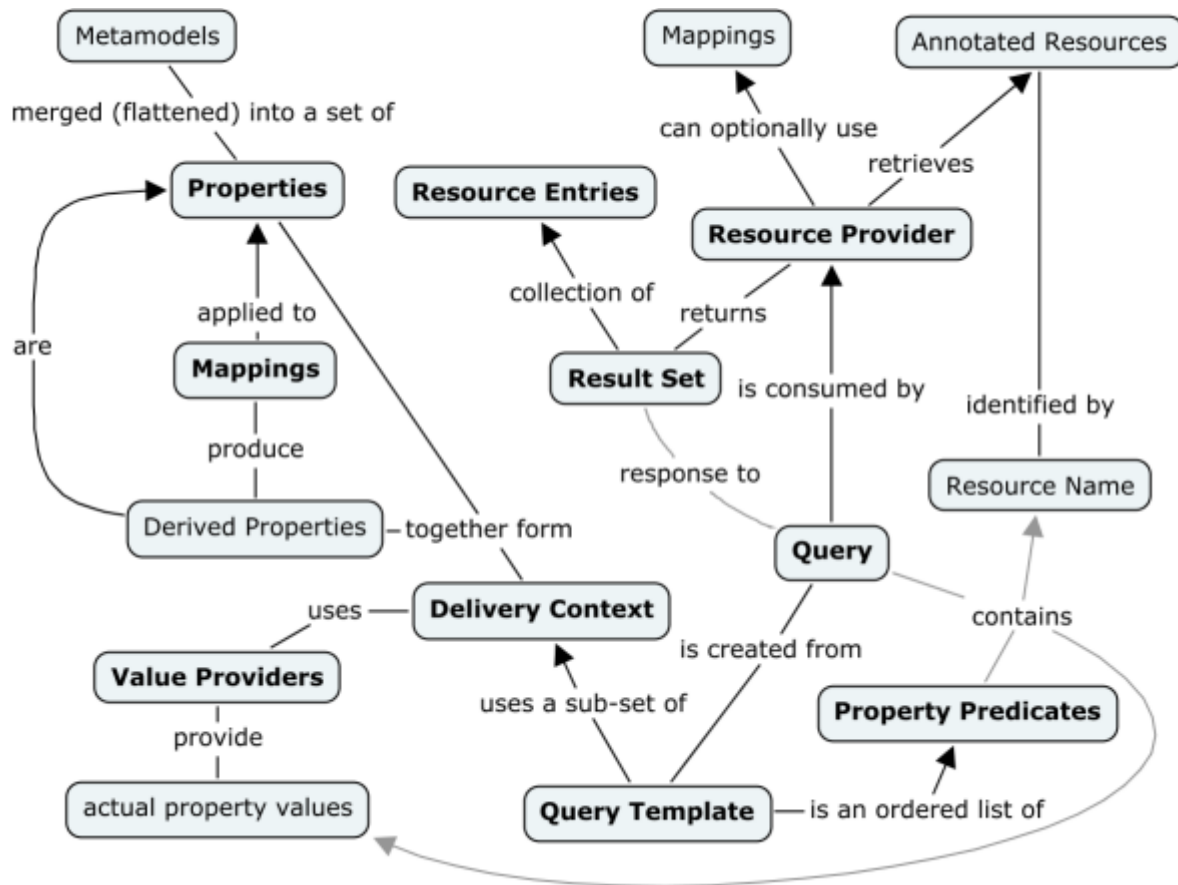 Metamodels
Mappings
Annotated Resources
merged (flattened) into a set of
can optionally use
retrieves
Properties
Resource Entries
Resource Provider
collection of
returns
applied to
are
Mappings
Result Set
is consumed by
identified by
produce
response to
Resource Name
Derived Properties
together form
Query
uses
Delivery Context
contains
is created from
Value Providers
uses a sub-set of
Property Predicates
provide
actual property values
Query Template
is an ordered list of